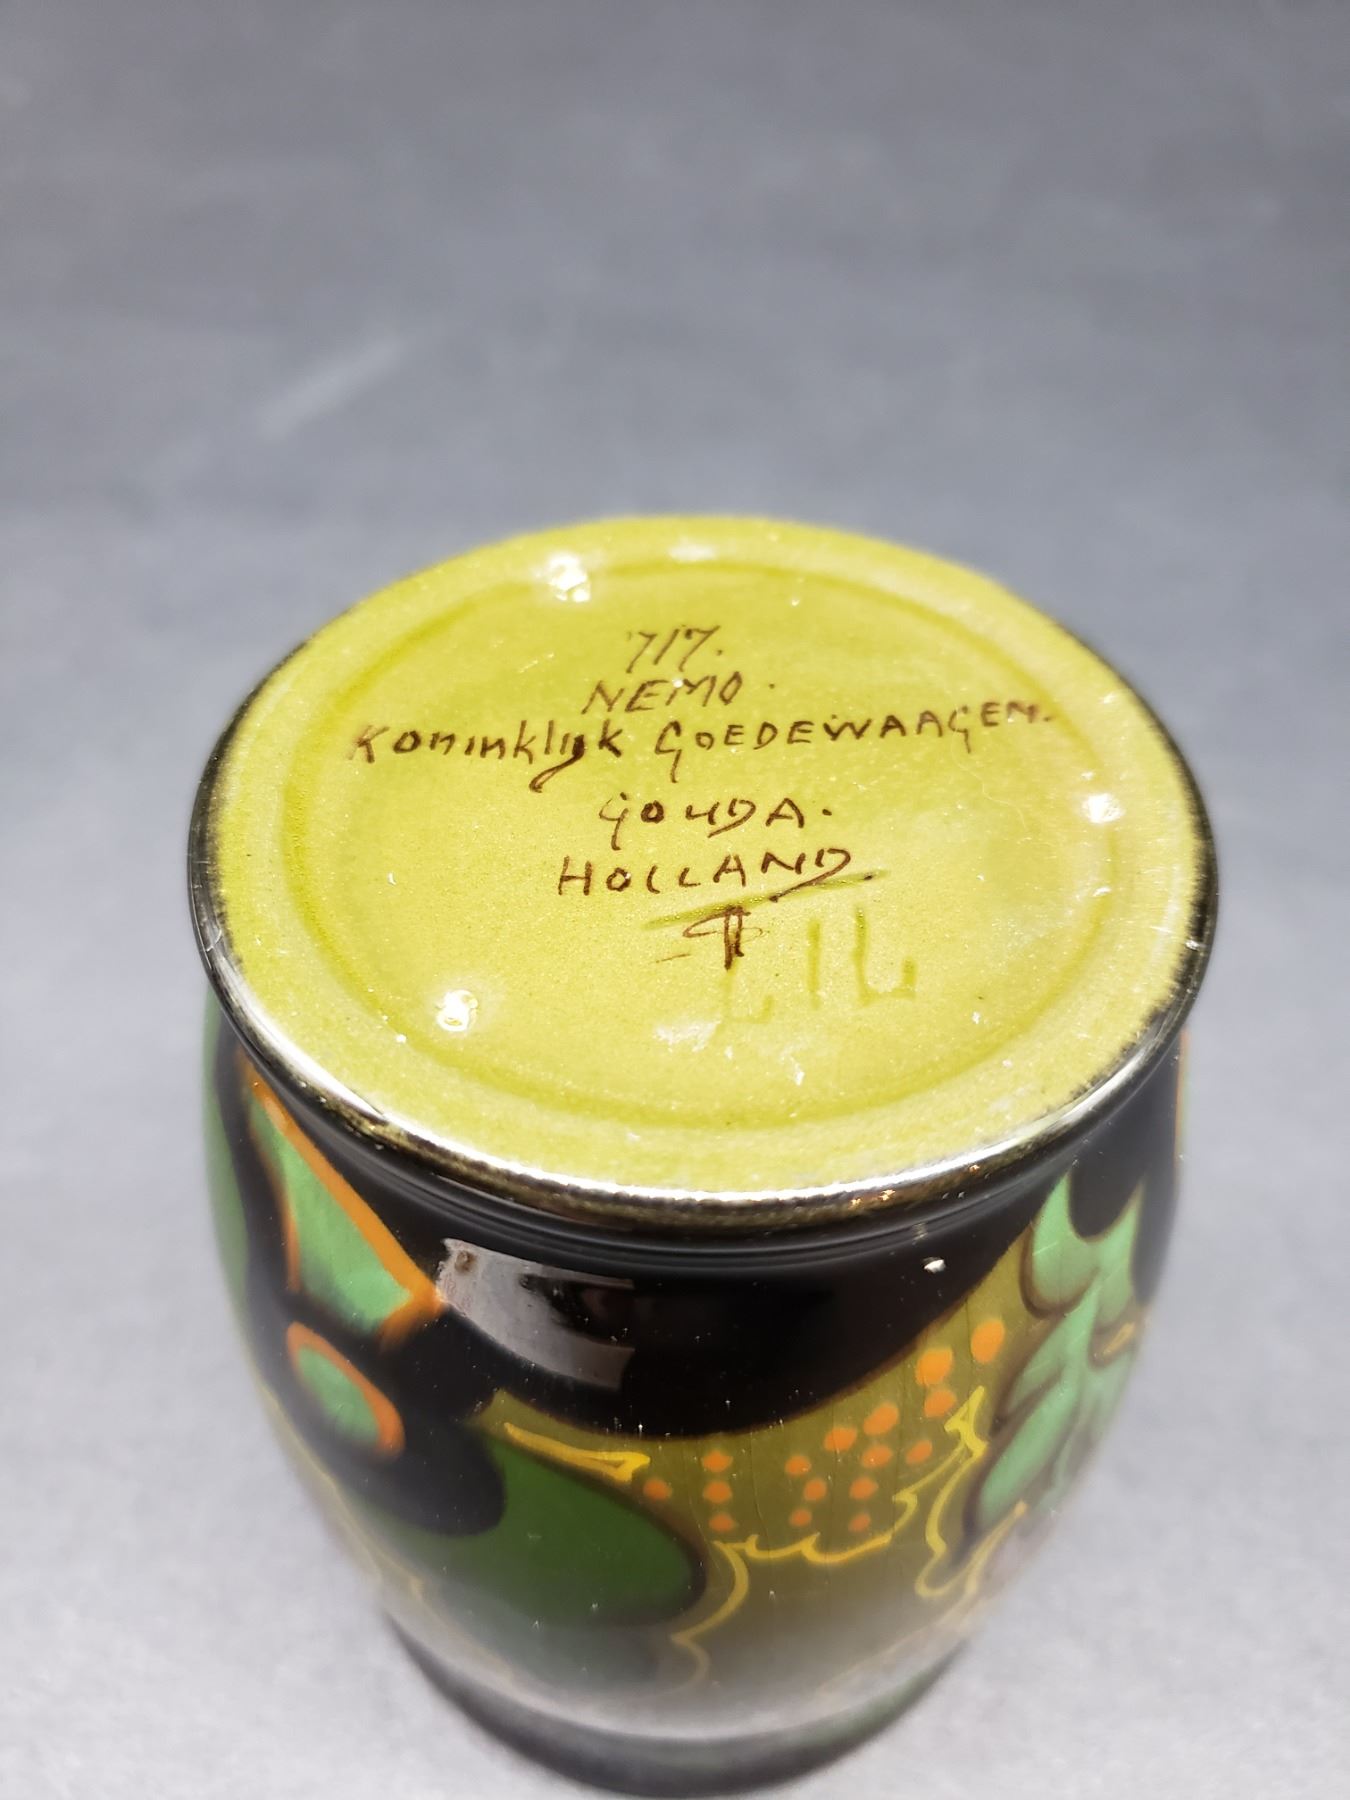 717.
NEMO.
Koninklijk GOEDEWAAGEN.
GOUDA.
HOLLAND.